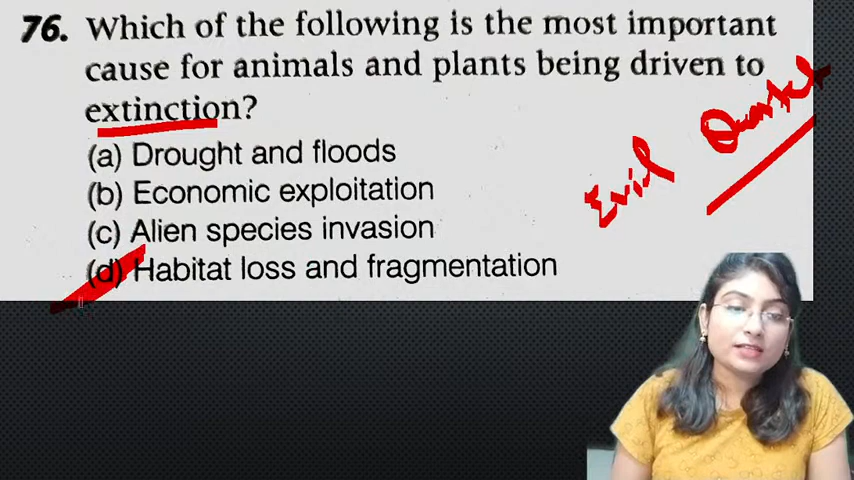 76. Which of the following is the most important
cause for animals and plants being driven to
extinction?
(a) Drought and floods
(b) Economic exploitation
(c) Alien species invasion
(d) Habitat loss and fragmentation
Evil